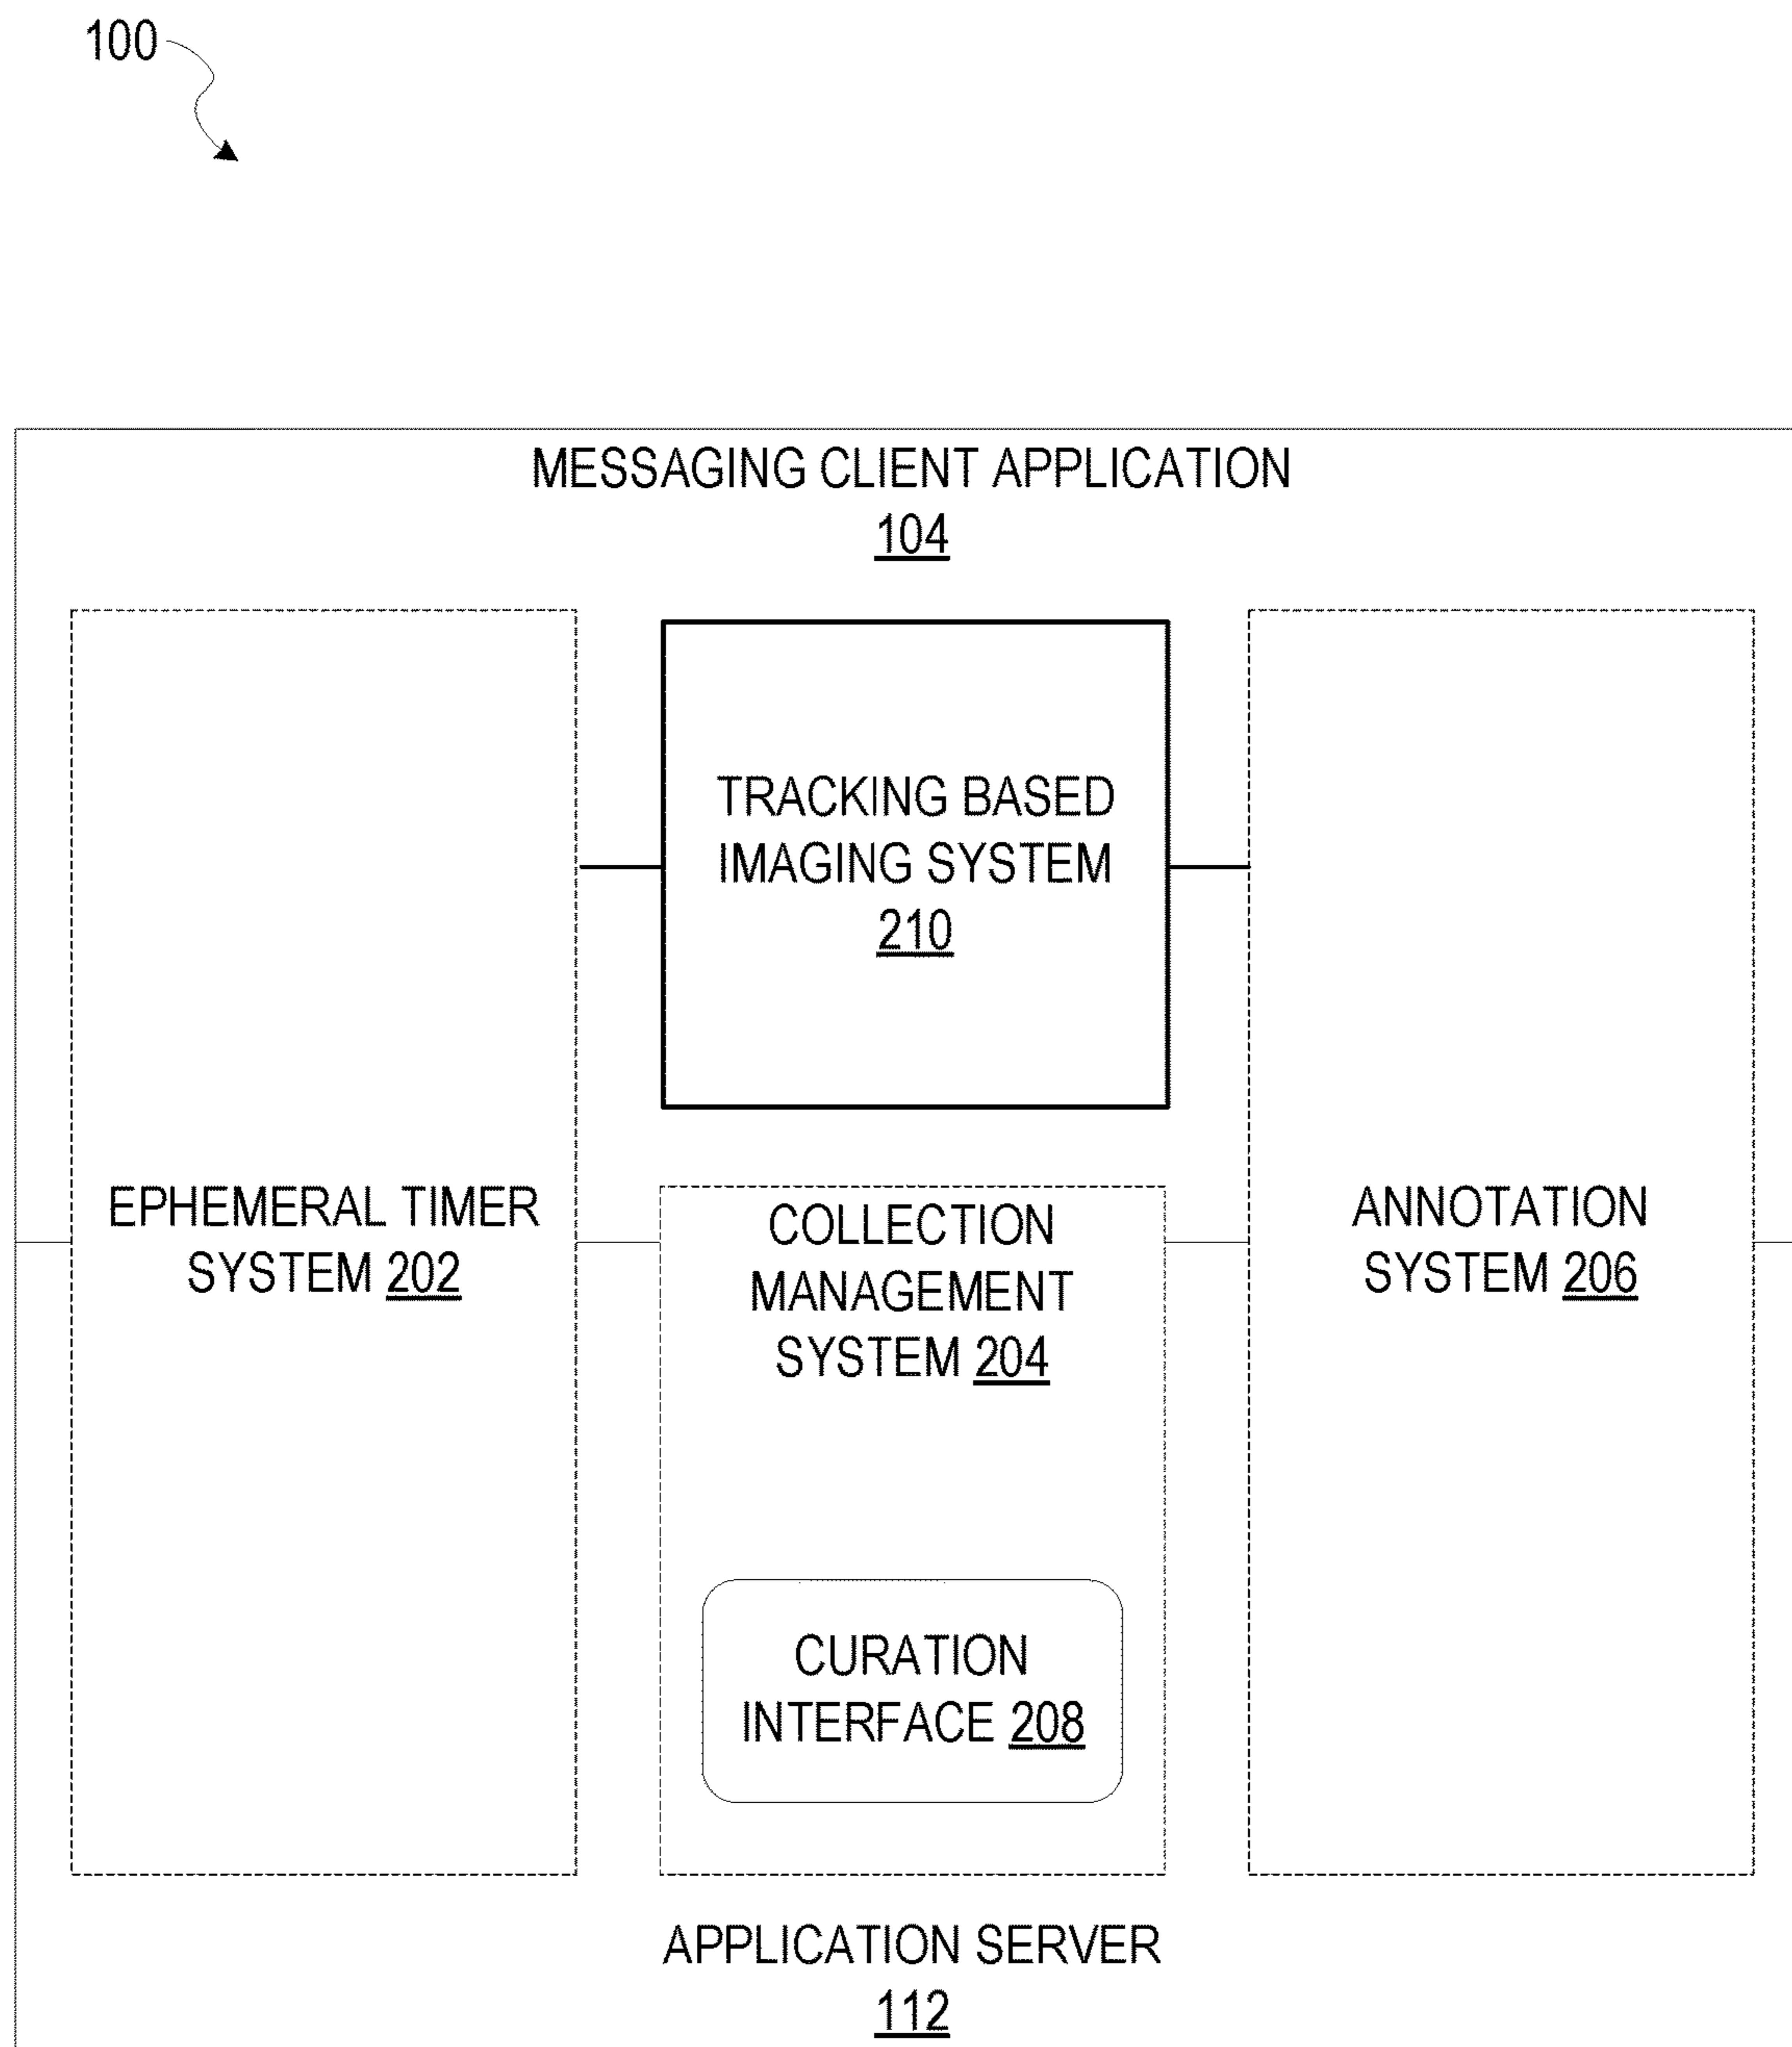 100
MESSAGING CLIENT APPLICATION
104
TRACKING BASED
IMAGING SYSTEM
210
EPHEMERAL TIMER
SYSTEM 202
COLLECTION
MANAGEMENT
SYSTEM 204
ANNOTATION
SYSTEM 206
CURATION
INTERFACE 208
APPLICATION SERVER
112